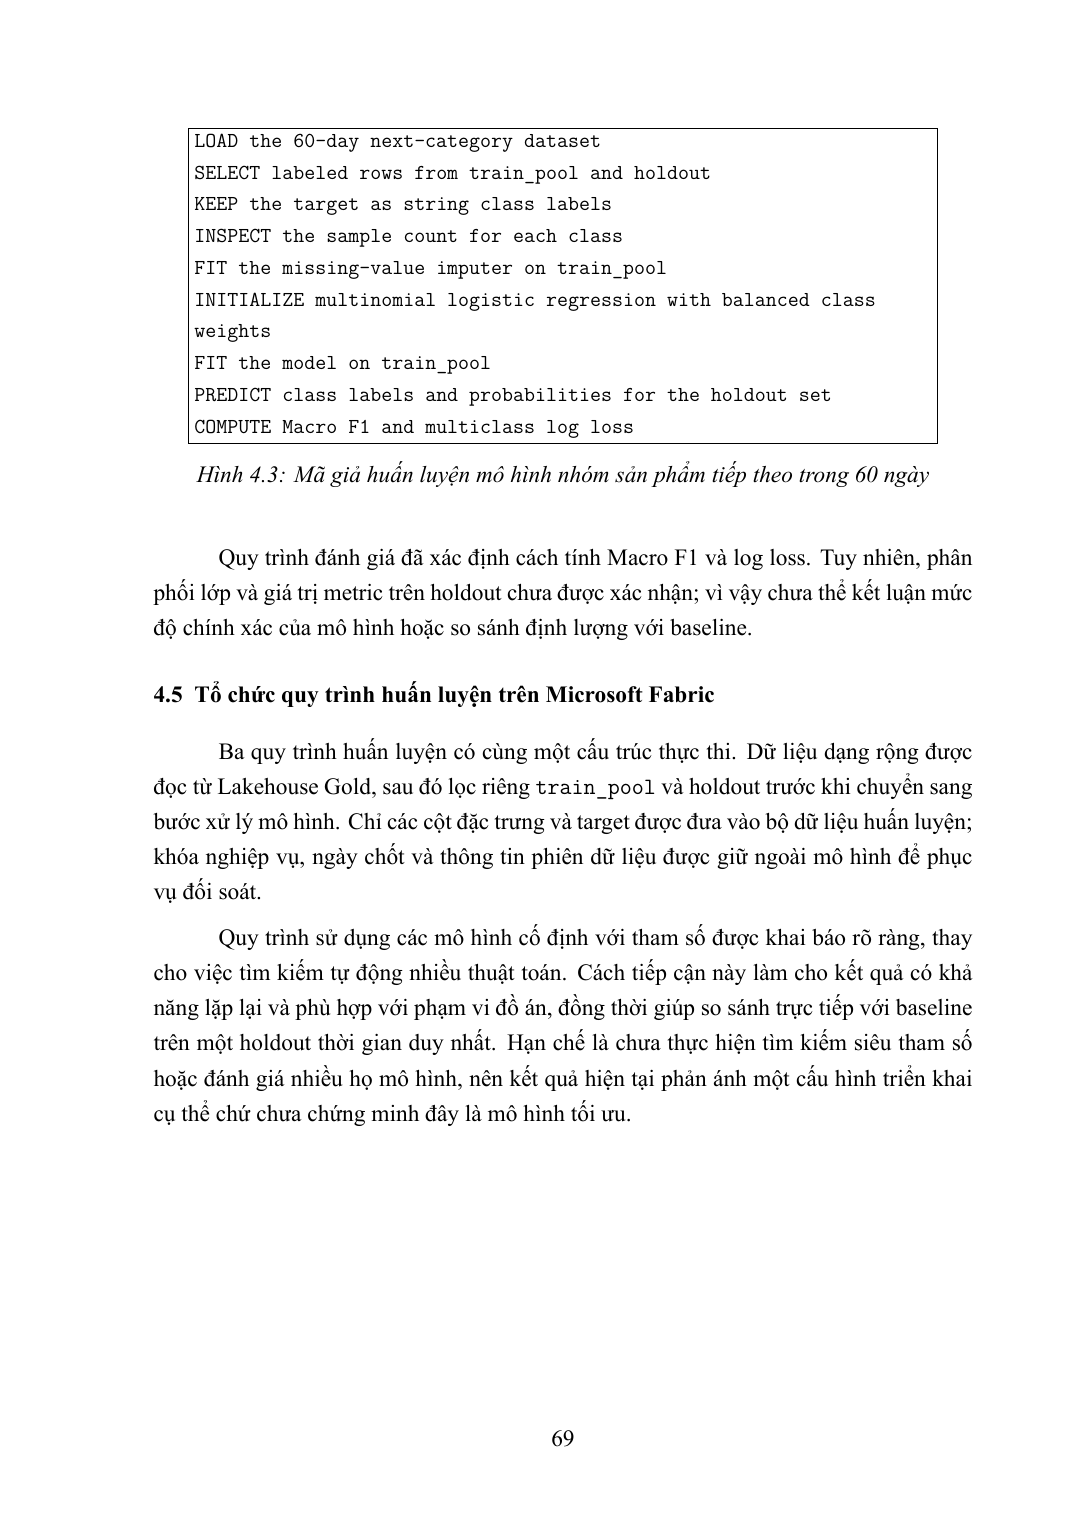 LOAD the 60-day next-category dataset
SELECT labeled rows from train_pool and holdout
KEEP the target as string class labels
INSPECT the sample count for each class
FIT the missing-value imputer on train_pool
INITIALIZE multinomial logistic regression with balanced class
weights
FIT the model on train_pool
PREDICT class labels and probabilities for the holdout set
COMPUTE Macro F1 and multiclass log loss
Hình 4.3: Mã giả huấn luyện mô hình nhóm sản phẩm tiếp theo trong 60 ngày
Quy trình đánh giá đã xác định cách tính Macro F1 và log loss. Tuy nhiên, phân
phối lớp và giá trị metric trên holdout chưa được xác nhận; vì vậy chưa thể kết luận mức
độ chính xác của mô hình hoặc so sánh định lượng với baseline.
4.5 Tổ chức quy trình huấn luyện trên Microsoft Fabric
Ba quy trình huấn luyện có cùng một cấu trúc thực thi. Dữ liệu dạng rộng được
đọc từ Lakehouse Gold, sau đó lọc riêng train_pool và holdout trước khi chuyển sang
bước xử lý mô hình. Chỉ các cột đặc trưng và target được đưa vào bộ dữ liệu huấn luyện;
khóa nghiệp vụ, ngày chốt và thông tin phiên dữ liệu được giữ ngoài mô hình để phục
vụ đối soát.
Quy trình sử dụng các mô hình cố định với tham số được khai báo rõ ràng, thay
cho việc tìm kiếm tự động nhiều thuật toán. Cách tiếp cận này làm cho kết quả có khả
năng lặp lại và phù hợp với phạm vi đồ án, đồng thời giúp so sánh trực tiếp với baseline
trên một holdout thời gian duy nhất. Hạn chế là chưa thực hiện tìm kiếm siêu tham số
hoặc đánh giá nhiều họ mô hình, nên kết quả hiện tại phản ánh một cấu hình triển khai
cụ thể chứ chưa chứng minh đây là mô hình tối ưu.
69